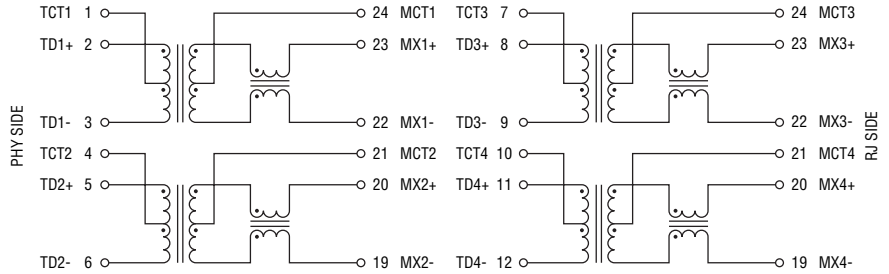 TCT1 1 24 MCT1 TCT3 7 24 MCT3
TD1+ 2 23 MX1+ TD3+ 8 23 MX3+
TD1- 3 22 MX1- TD3- 9 22 MX3-
PHY SIDE
RJ SIDE
TCT2 4 21 MCT2 TCT4 10 21 MCT4
TD2+ 5 20 MX2+ TD4+ 11 20 MX4+
TD2- 6 19 MX2- TD4- 12 19 MX4-